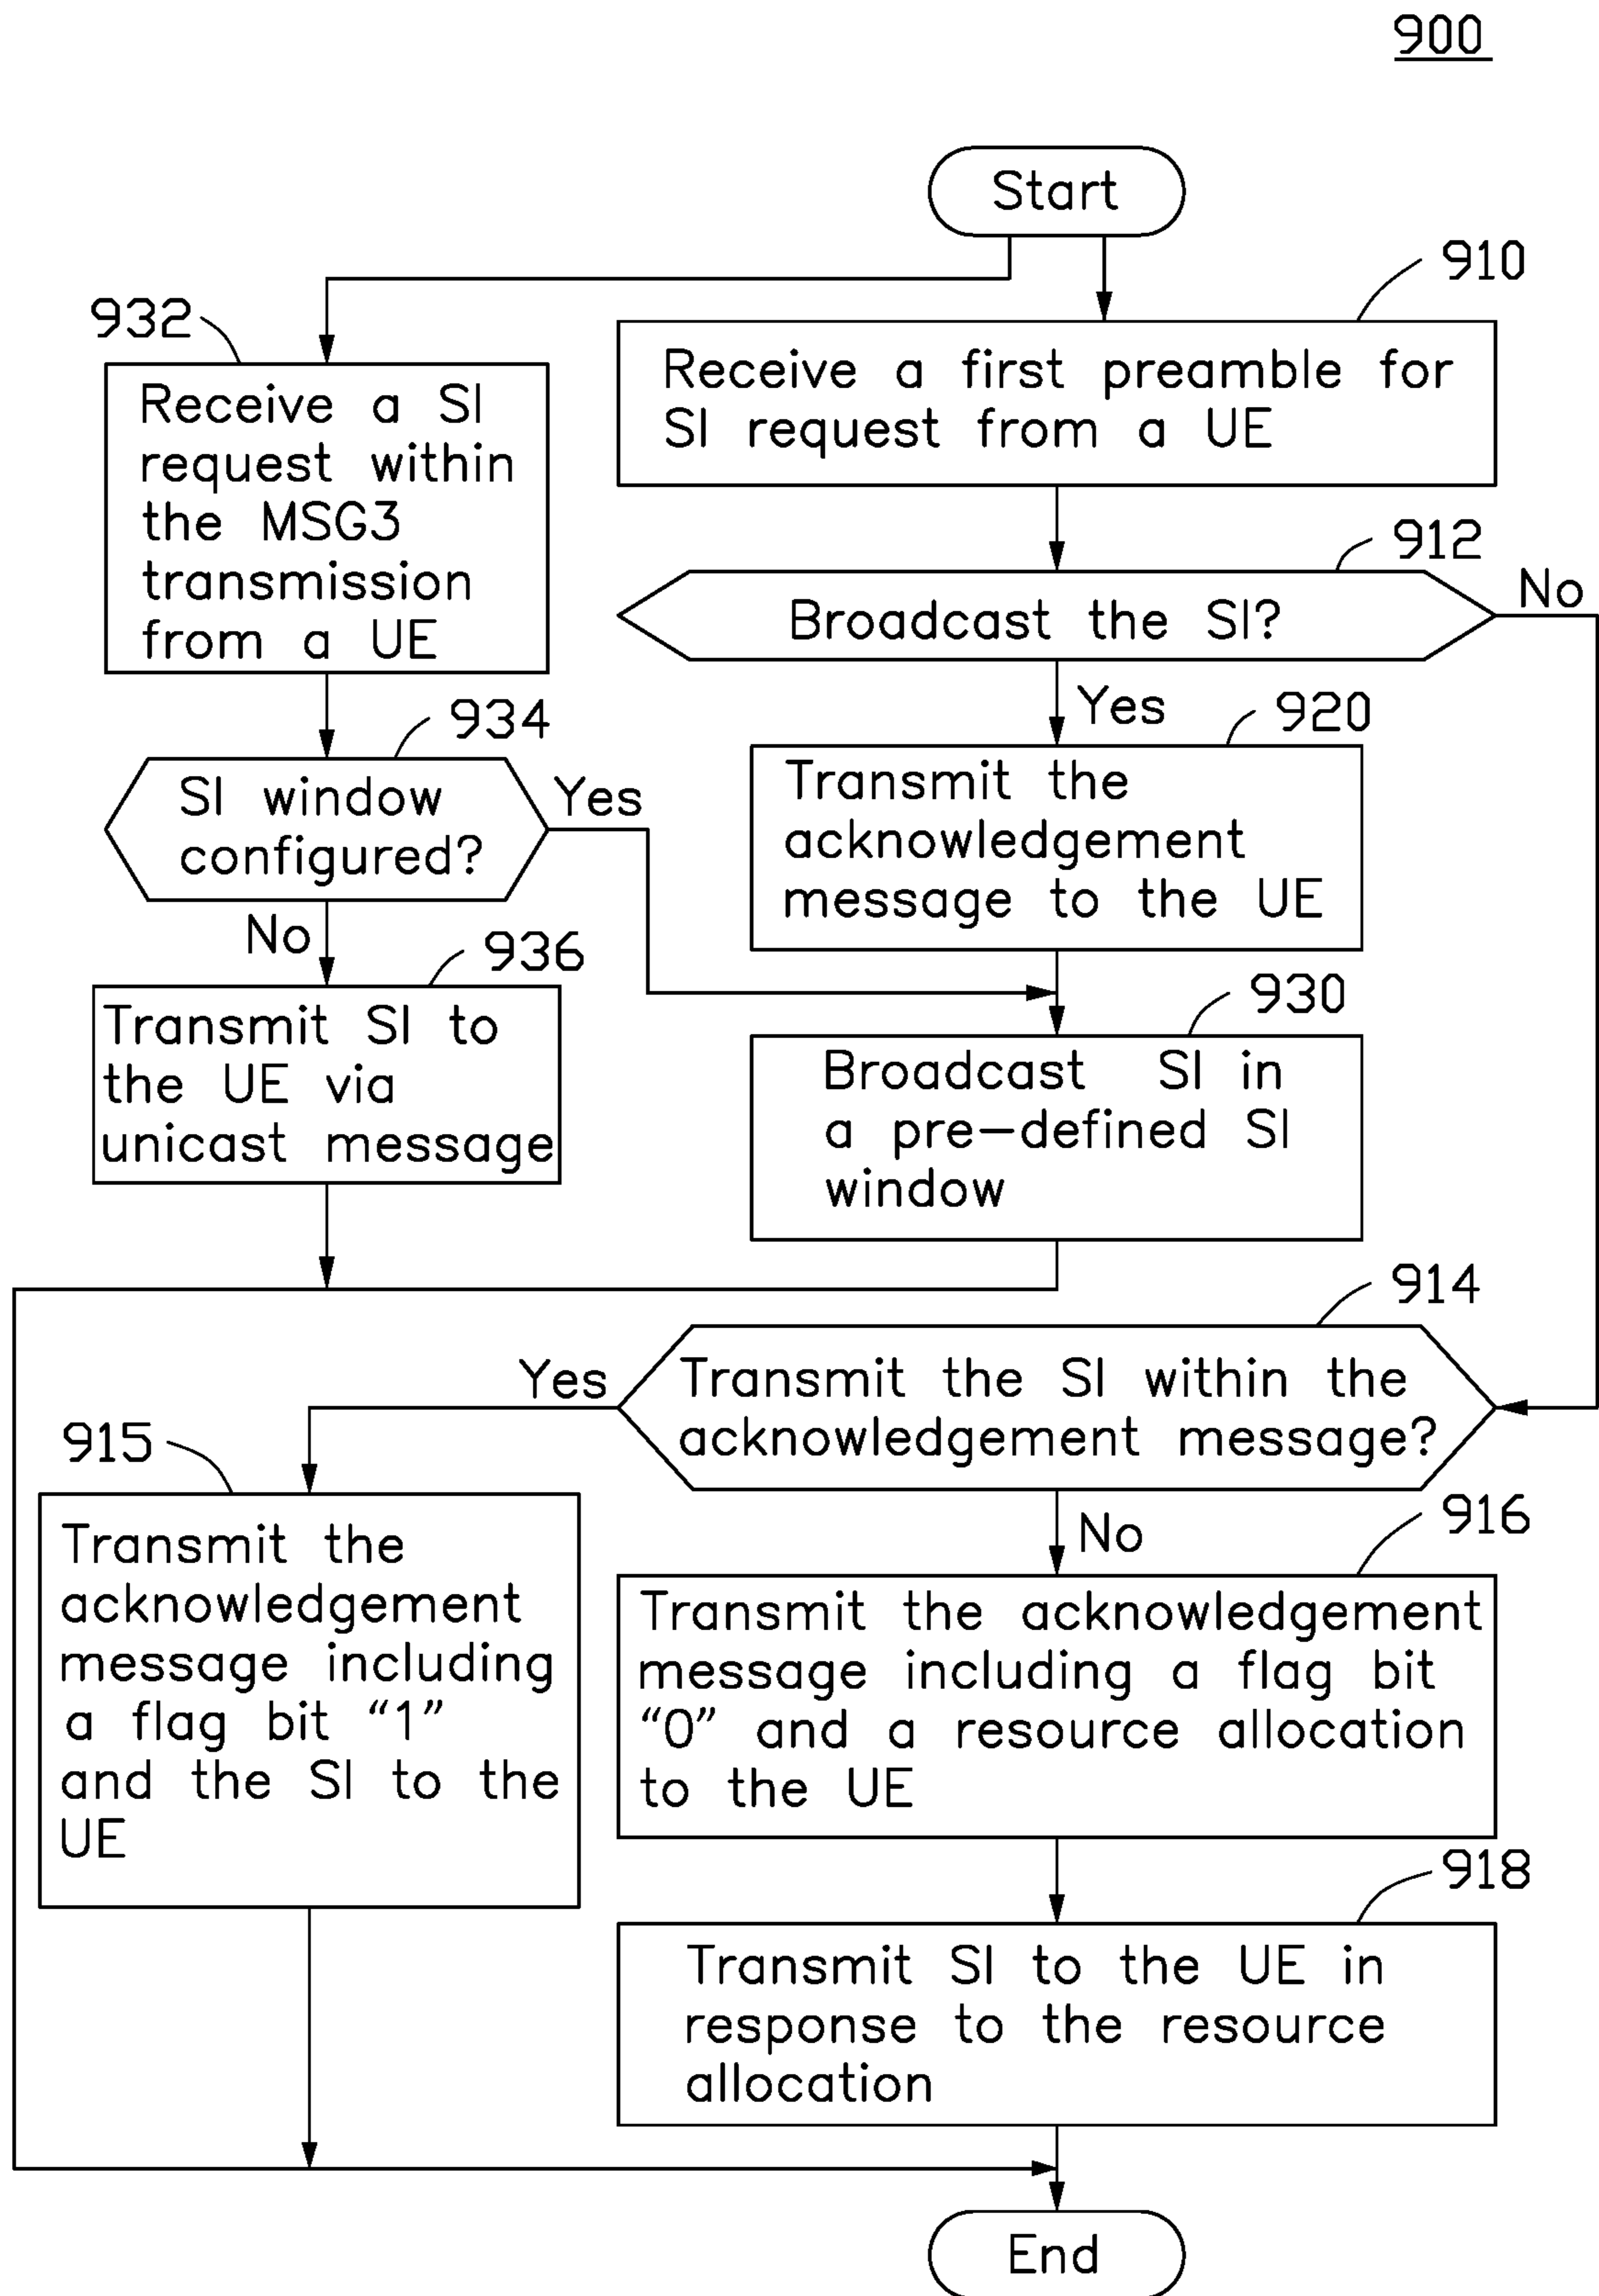 900
Start
910
932
Receive a first preamble for
SI request from a UE
Receive a SI
request within
the MSG3
transmission
from a UE
912
No
Broadcast the SI?
Yes
934
920
SI window
configured?
Yes
Transmit the
acknowledgement
message to the UE
No
936
930
Transmit SI to
the UE via
unicast message
Broadcast SI in
a pre-defined SI
window
914
Yes
Transmit the SI within the
acknowledgement message?
915
No
916
Transmit the
acknowledgement
message including
a flag bit “1”
and the SI to the
UE
Transmit the acknowledgement
message including a flag bit
“0” and a resource allocation
to the UE
918
Transmit SI to the UE in
response to the resource
allocation
End